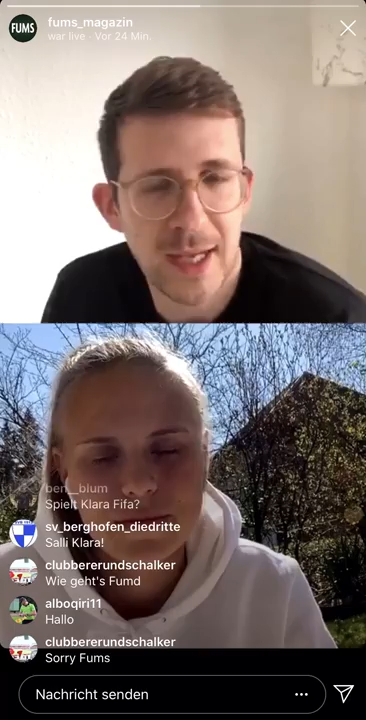 FUMS
fums_magazin
war live · Vor 24 Min.
ben__blum
Spielt Klara Fifa?
sv_berghofen_diedritte
Salli Klara!
clubbererundschalker
Wie geht's Fumd
alboqiri11
Hallo
clubbererundschalker
Sorry Fums
Nachricht senden